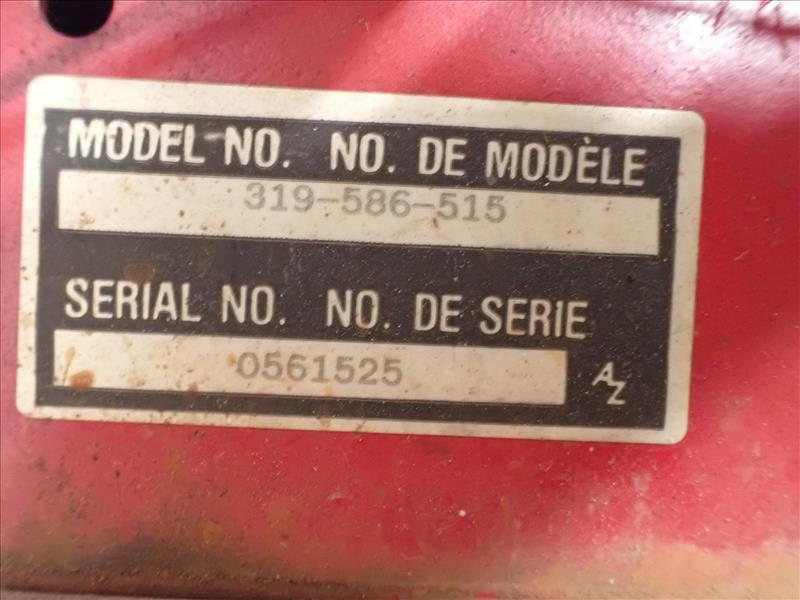 MODEL NO. NO. DE MODÈLE
319-586-515
SERIAL NO. NO. DE SERIE
0561525
AZ